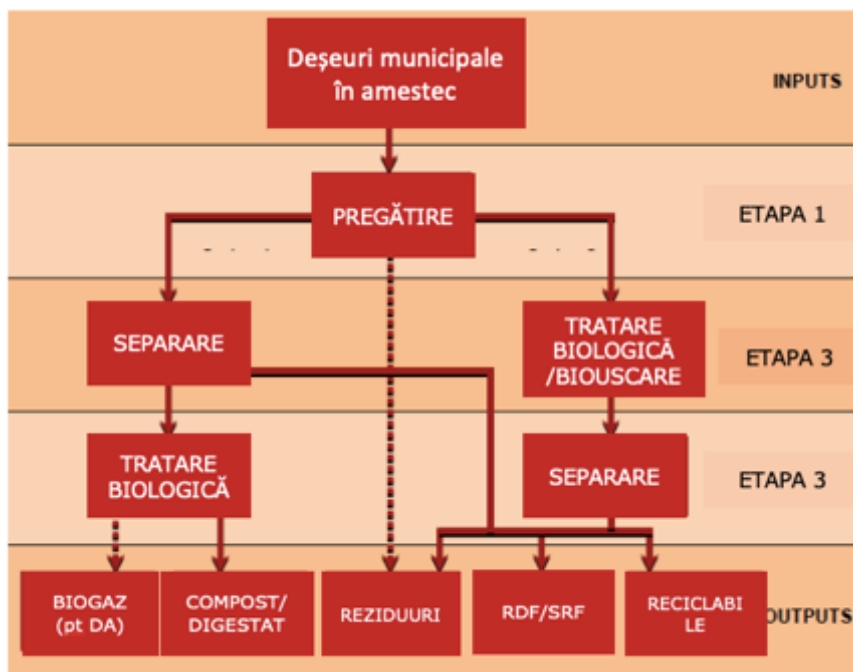 Deșeuri municipale
în amestec
INPUTS
PREGĂTIRE
ETAPA 1
SEPARARE
TRATARE
BIOLOGICĂ
/BIOUSCARE
ETAPA 3
TRATARE
BIOLOGICĂ
SEPARARE
ETAPA 3
BIOGAZ
(pt DA)
COMPOST/
DIGESTAT
REZIDUURI
RDF/SRF
RECICLABI
LE
OUTPUTS